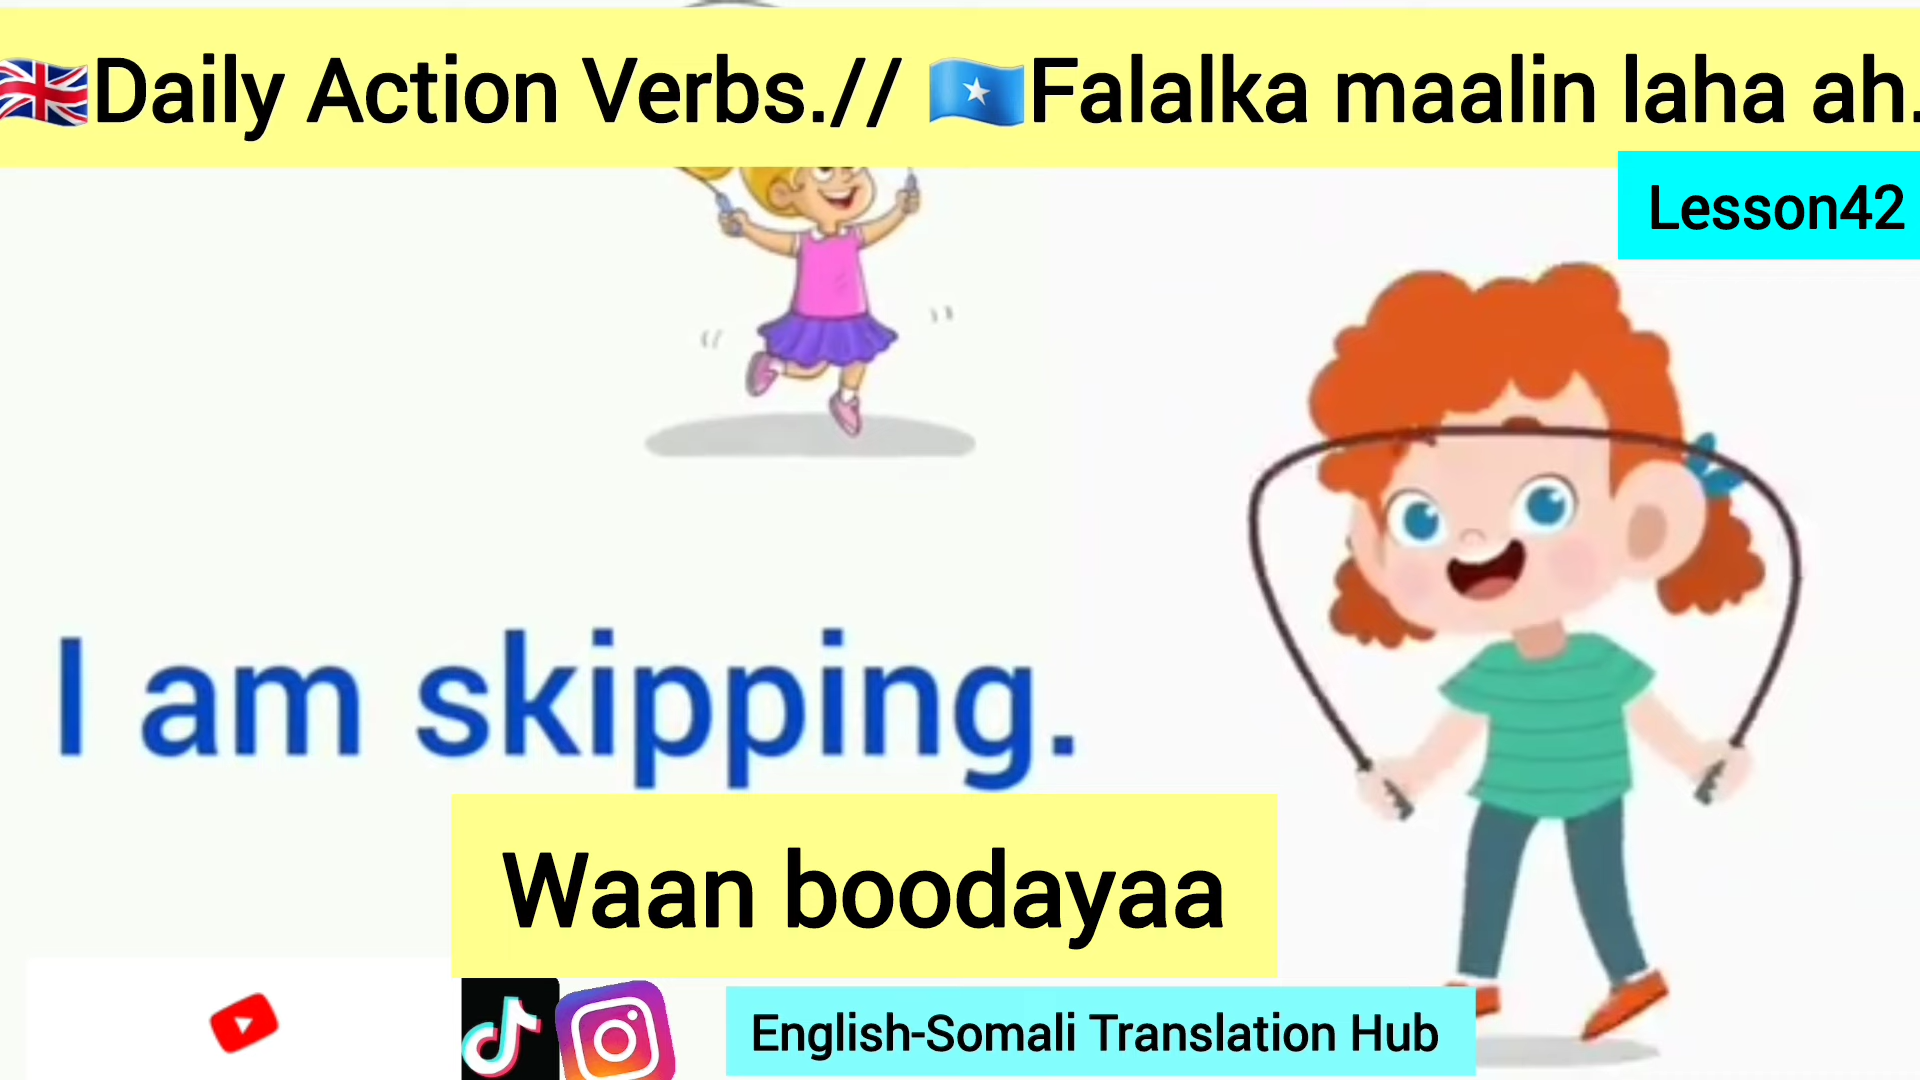 🇬🇧Daily Action Verbs.// 🇸🇴Falalka maalin laha ah.
Lesson42
I am skipping.
Waan boodayaa
English-Somali Translation Hub